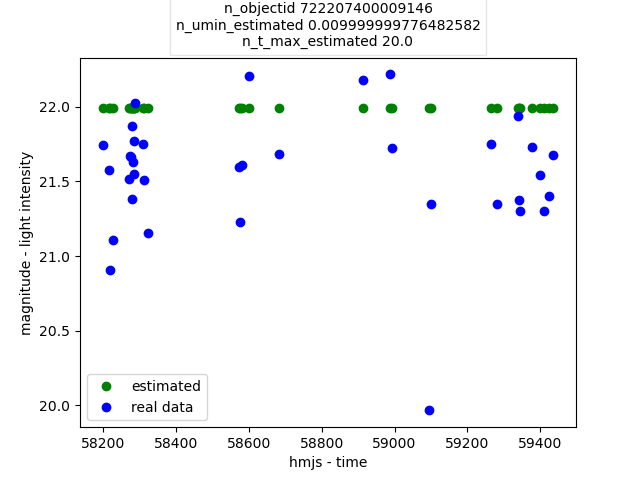 n_objectid 722207400009146
n_umin_estimated 0.009999999776482582
n_t_max_estimated 20.0
22.0
21.5
21.0
20.5
20.0
magnitude - light intensity
estimated
real data
58200 58400 58600 58800 59000 59200 59400
hmjs - time